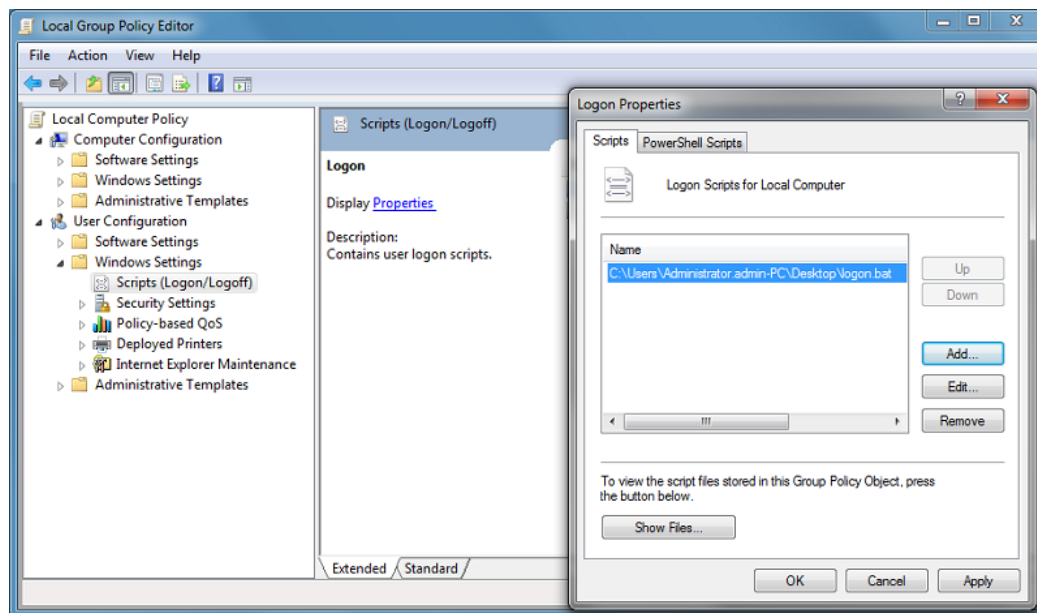 Local Group Policy Editor
File Action View Help
Local Computer Policy
Computer Configuration
Software Settings
Windows Settings
Administrative Templates
User Configuration
Software Settings
Windows Settings
Scripts (Logon/Logoff)
Security Settings
Policy-based QoS
Deployed Printers
Internet Explorer Maintenance
Administrative Templates
Scripts (Logon/Logoff)
Logon
Display Properties
Description:
Contains user logon scripts.
Extended Standard
Logon Properties
Scripts PowerShell Scripts
Logon Scripts for Local Computer
Name
C:\Users\Administrator.admin-PC\Desktop\logon.bat
Up
Down
Add...
Edit...
Remove
To view the script files stored in this Group Policy Object, press
the button below.
Show Files...
OK Cancel Apply